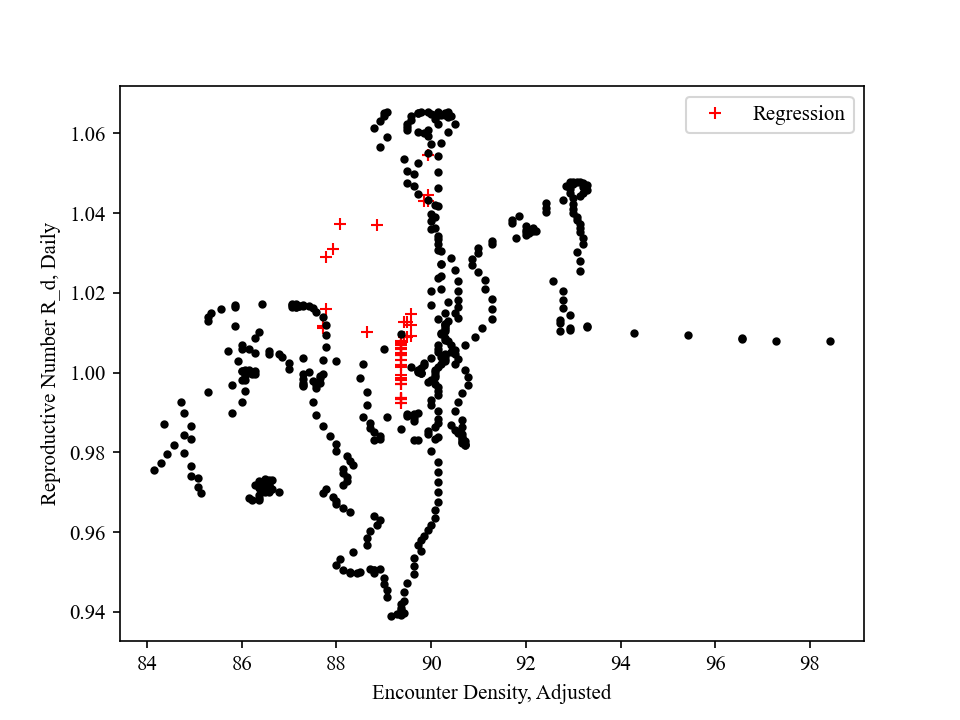 Regression
1.06
1.04
1.02
1.00
0.98
0.96
0.94
Reproductive Number R_d, Daily
84 86 88 90 92 94 96 98
Encounter Density, Adjusted